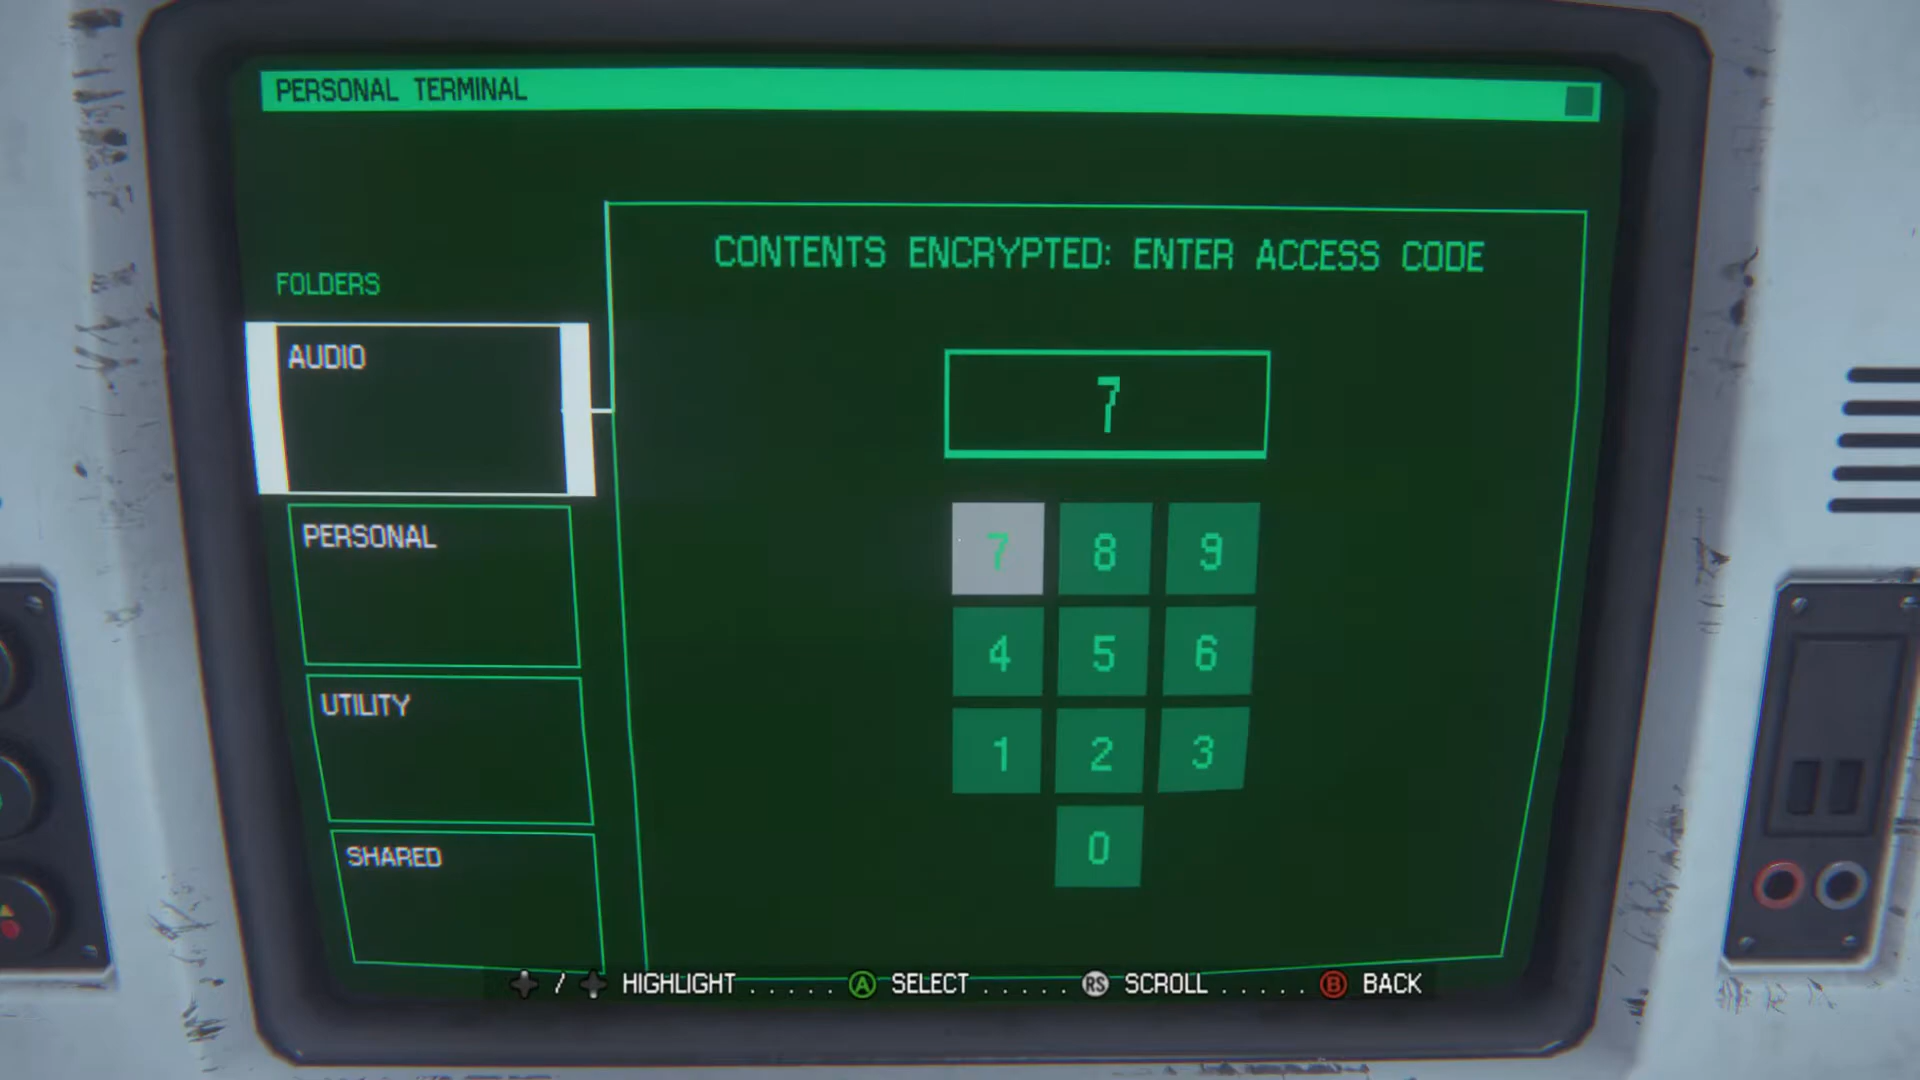 PERSONAL TERMINAL
FOLDERS
AUDIO
PERSONAL
UTILITY
SHARED
CONTENTS ENCRYPTED: ENTER ACCESS CODE
7
7 8 9
4 5 6
1 2 3
0
/ HIGHLIGHT ..... A SELECT ..... RS SCROLL ..... B BACK